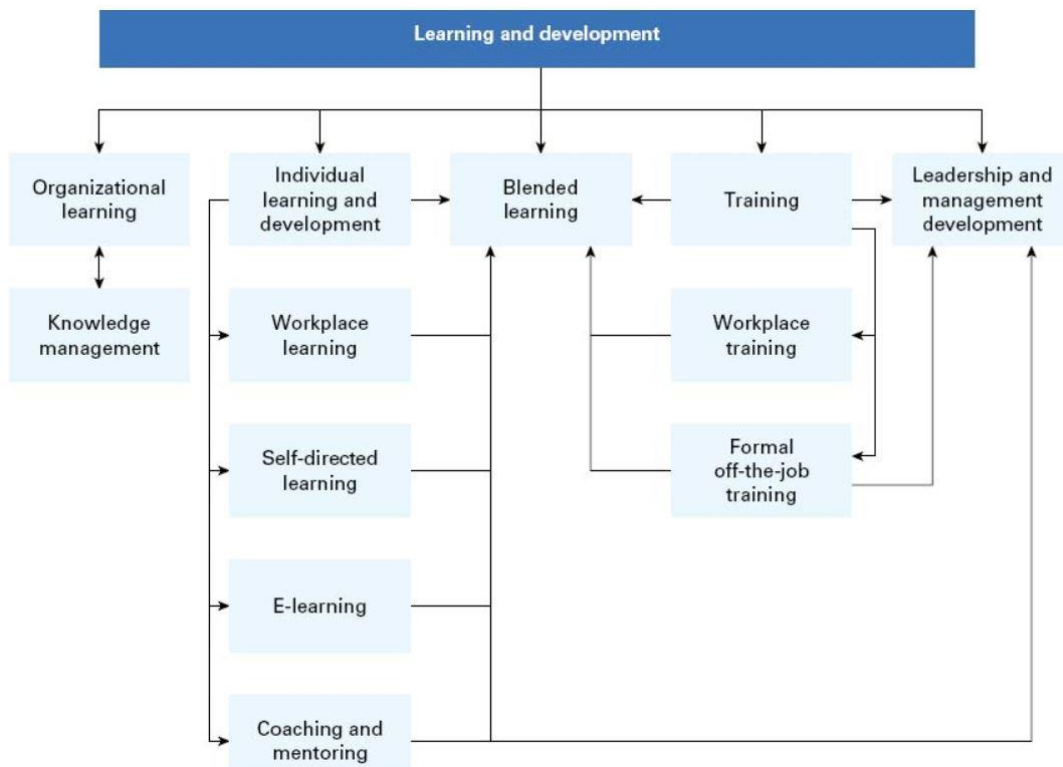 Learning and development
Organizational
learning
Individual
learning and
development
Blended
learning
Training
Leadership and
management
development
Knowledge
management
Workplace
learning
Workplace
training
Self-directed
learning
Formal
off-the-job
training
E-learning
Coaching and
mentoring